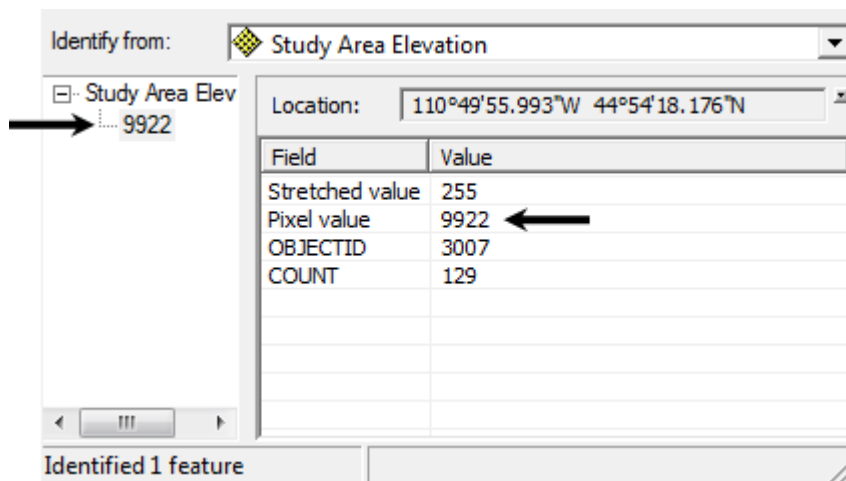 Identify from: Study Area Elevation
Study Area Elev
9922
Location: 110°49'55.993"W 44°54'18.176"N
Field Value
Stretched value 255
Pixel value 9922
OBJECTID 3007
COUNT 129
Identified 1 feature